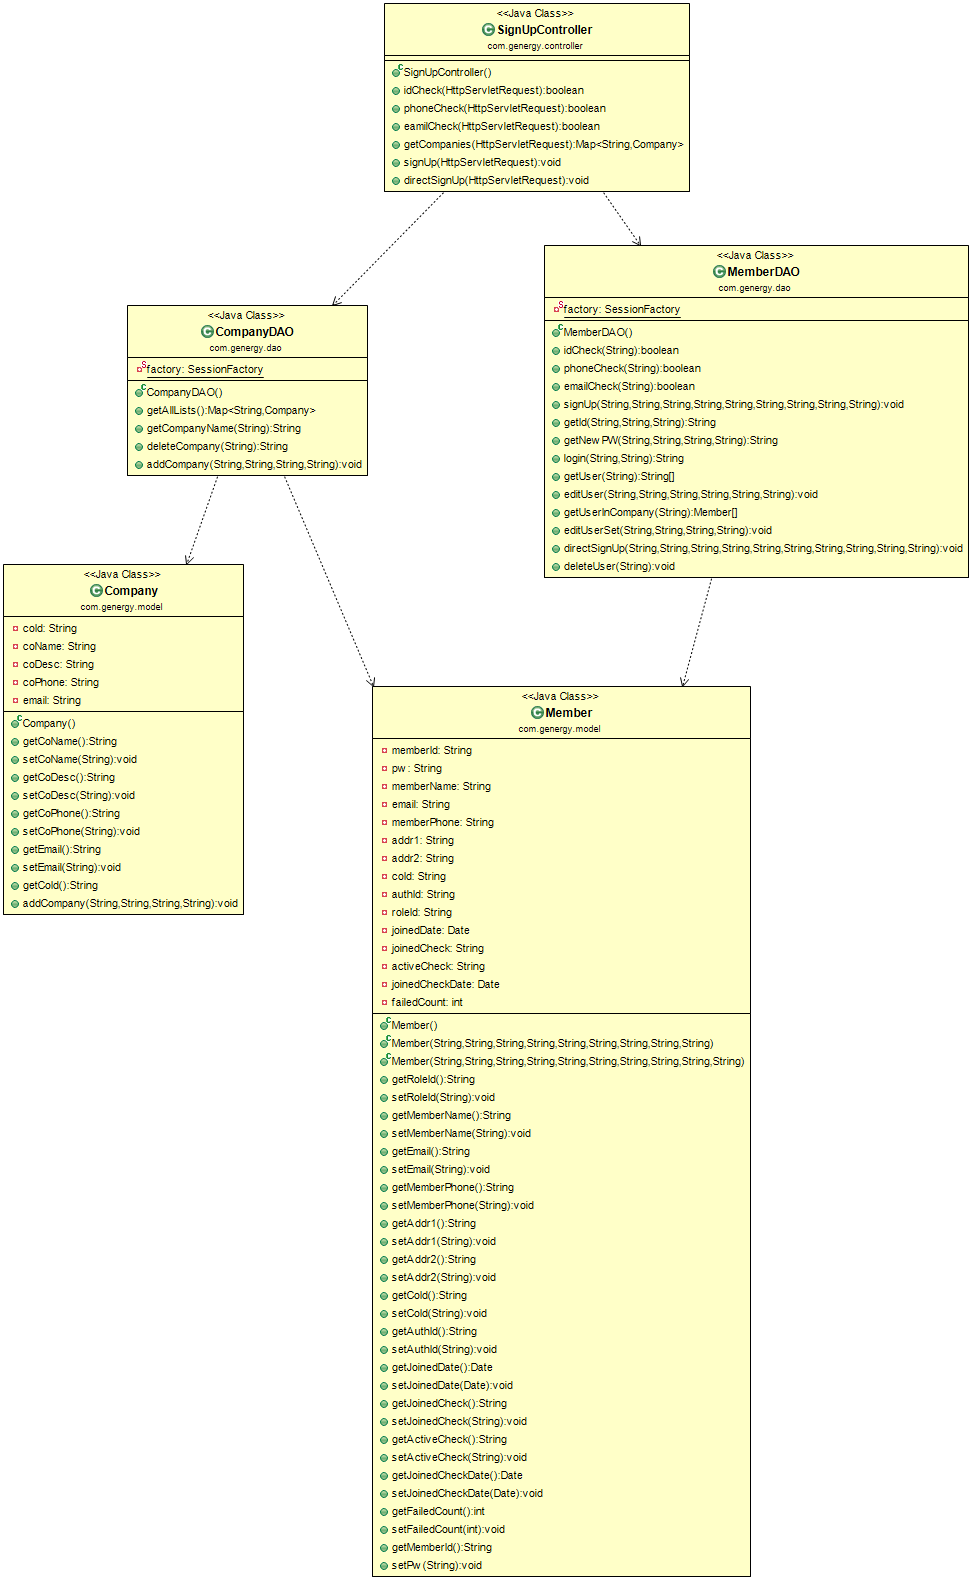 <<Java Class>>
SignUpController
com.genergy.controller
SignUpController()
idCheck(HttpServletRequest):boolean
phoneCheck(HttpServletRequest):boolean
eamilCheck(HttpServletRequest):boolean
getCompanies(HttpServletRequest):Map<String,Company>
signUp(HttpServletRequest):void
directSignUp(HttpServletRequest):void
<<Java Class>>
MemberDAO
com.genergy.dao
factory: SessionFactory
MemberDAO()
idCheck(String):boolean
phoneCheck(String):boolean
emailCheck(String):boolean
signUp(String,String,String,String,String,String,String,String,String):void
getId(String,String,String):String
getNewPW(String,String,String,String):String
login(String,String):String
getUser(String):String[]
editUser(String,String,String,String,String,String):void
getUserInCompany(String):Member[]
editUserSet(String,String,String,String):void
directSignUp(String,String,String,String,String,String,String,String,String,String):void
deleteUser(String):void
<<Java Class>>
CompanyDAO
com.genergy.dao
factory: SessionFactory
CompanyDAO()
getAllLists():Map<String,Company>
getCompanyName(String):String
deleteCompany(String):String
addCompany(String,String,String,String):void
<<Java Class>>
Company
com.genergy.model
coId: String
coName: String
coDesc: String
coPhone: String
email: String
Company()
getCoName():String
setCoName(String):void
getCoDesc():String
setCoDesc(String):void
getCoPhone():String
setCoPhone(String):void
getEmail():String
setEmail(String):void
getCoId():String
addCompany(String,String,String,String):void
<<Java Class>>
Member
com.genergy.model
memberId: String
pw: String
memberName: String
email: String
memberPhone: String
addr1: String
addr2: String
coId: String
authId: String
roleId: String
joinedDate: Date
joinedCheck: String
activeCheck: String
joinedCheckDate: Date
failedCount: int
Member()
Member(String,String,String,String,String,String,String,String,String)
Member(String,String,String,String,String,String,String,String,String,String)
getRoleId():String
setRoleId(String):void
getMemberName():String
setMemberName(String):void
getEmail():String
setEmail(String):void
getMemberPhone():String
setMemberPhone(String):void
getAddr1():String
setAddr1(String):void
getAddr2():String
setAddr2(String):void
getCoId():String
setCoId(String):void
getAuthId():String
setAuthId(String):void
getJoinedDate():Date
setJoinedDate(Date):void
getJoinedCheck():String
setJoinedCheck(String):void
getActiveCheck():String
setActiveCheck(String):void
getJoinedCheckDate():Date
setJoinedCheckDate(Date):void
getFailedCount():int
setFailedCount(int):void
getMemberId():String
setPw(String):void